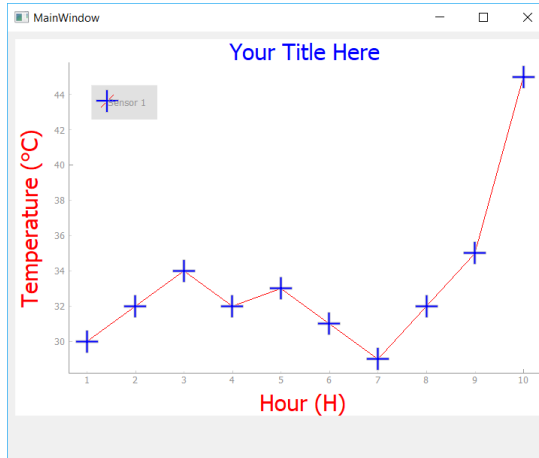 MainWindow
Your Title Here
Sensor 1
44
42
40
38
36
34
32
30
Temperature (°C)
1 2 3 4 5 6 7 8 9 10
Hour (H)